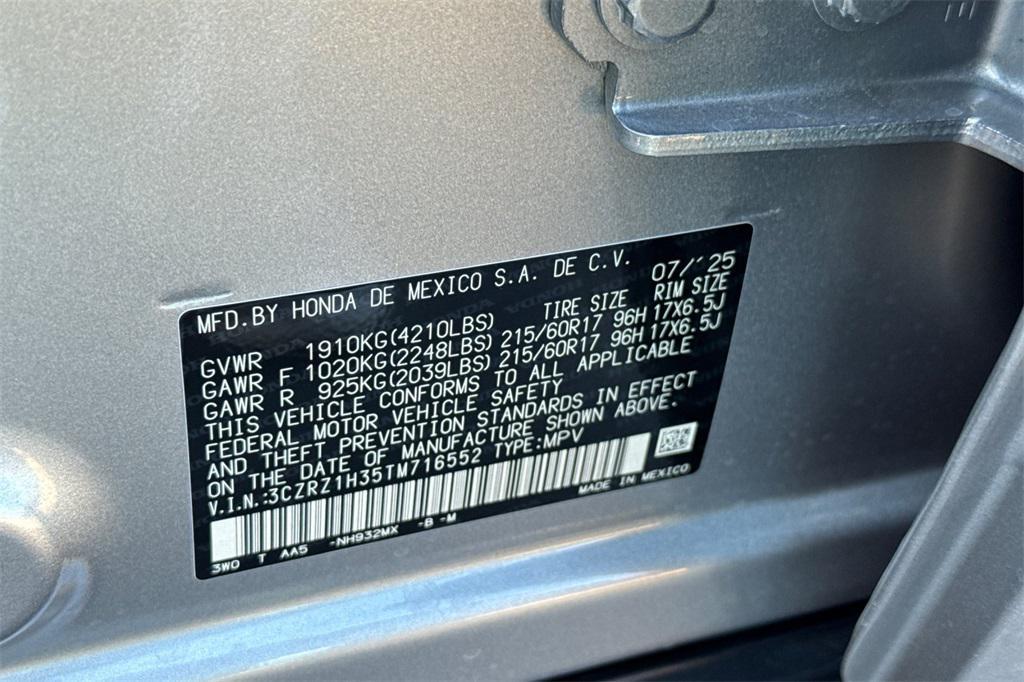 MFD.BY HONDA DE MEXICO S.A. DE C.V. 07/'25
TIRE SIZE RIM SIZE
GVWR 1910KG(4210LBS)
GAWR F 1020KG(2248LBS) 215/60R17 96H 17X6.5J
GAWR R 925KG(2039LBS) 215/60R17 96H 17X6.5J
THIS VEHICLE CONFORMS TO ALL APPLICABLE
FEDERAL MOTOR VEHICLE SAFETY
AND THEFT PREVENTION STANDARDS IN EFFECT
ON THE DATE OF MANUFACTURE SHOWN ABOVE.
V.I.N.:3CZRZ1H35TM716552 TYPE:MPV
MADE IN MEXICO
3WO T AA5 -NH932MX -B -M